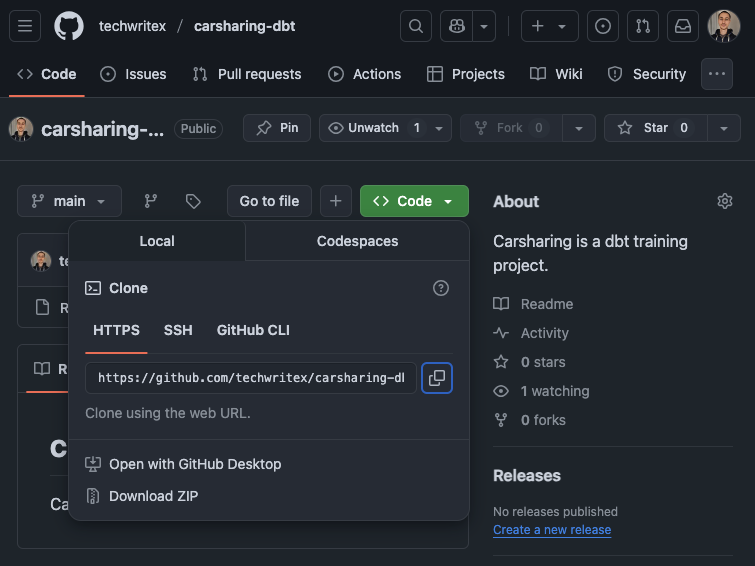 techwritex / carsharing-dbt
Code Issues Pull requests Actions Projects Wiki Security
carsharing-... Public Pin Unwatch 1 Fork 0 Star 0
main Go to file Code
Local Codespaces
Clone
HTTPS SSH GitHub CLI
https://github.com/techwritex/carsharing-dl
Clone using the web URL.
Open with GitHub Desktop
Download ZIP
te
R
R
C
Ca
About
Carsharing is a dbt training
project.
Readme
Activity
0 stars
1 watching
0 forks
Releases
No releases published
Create a new release